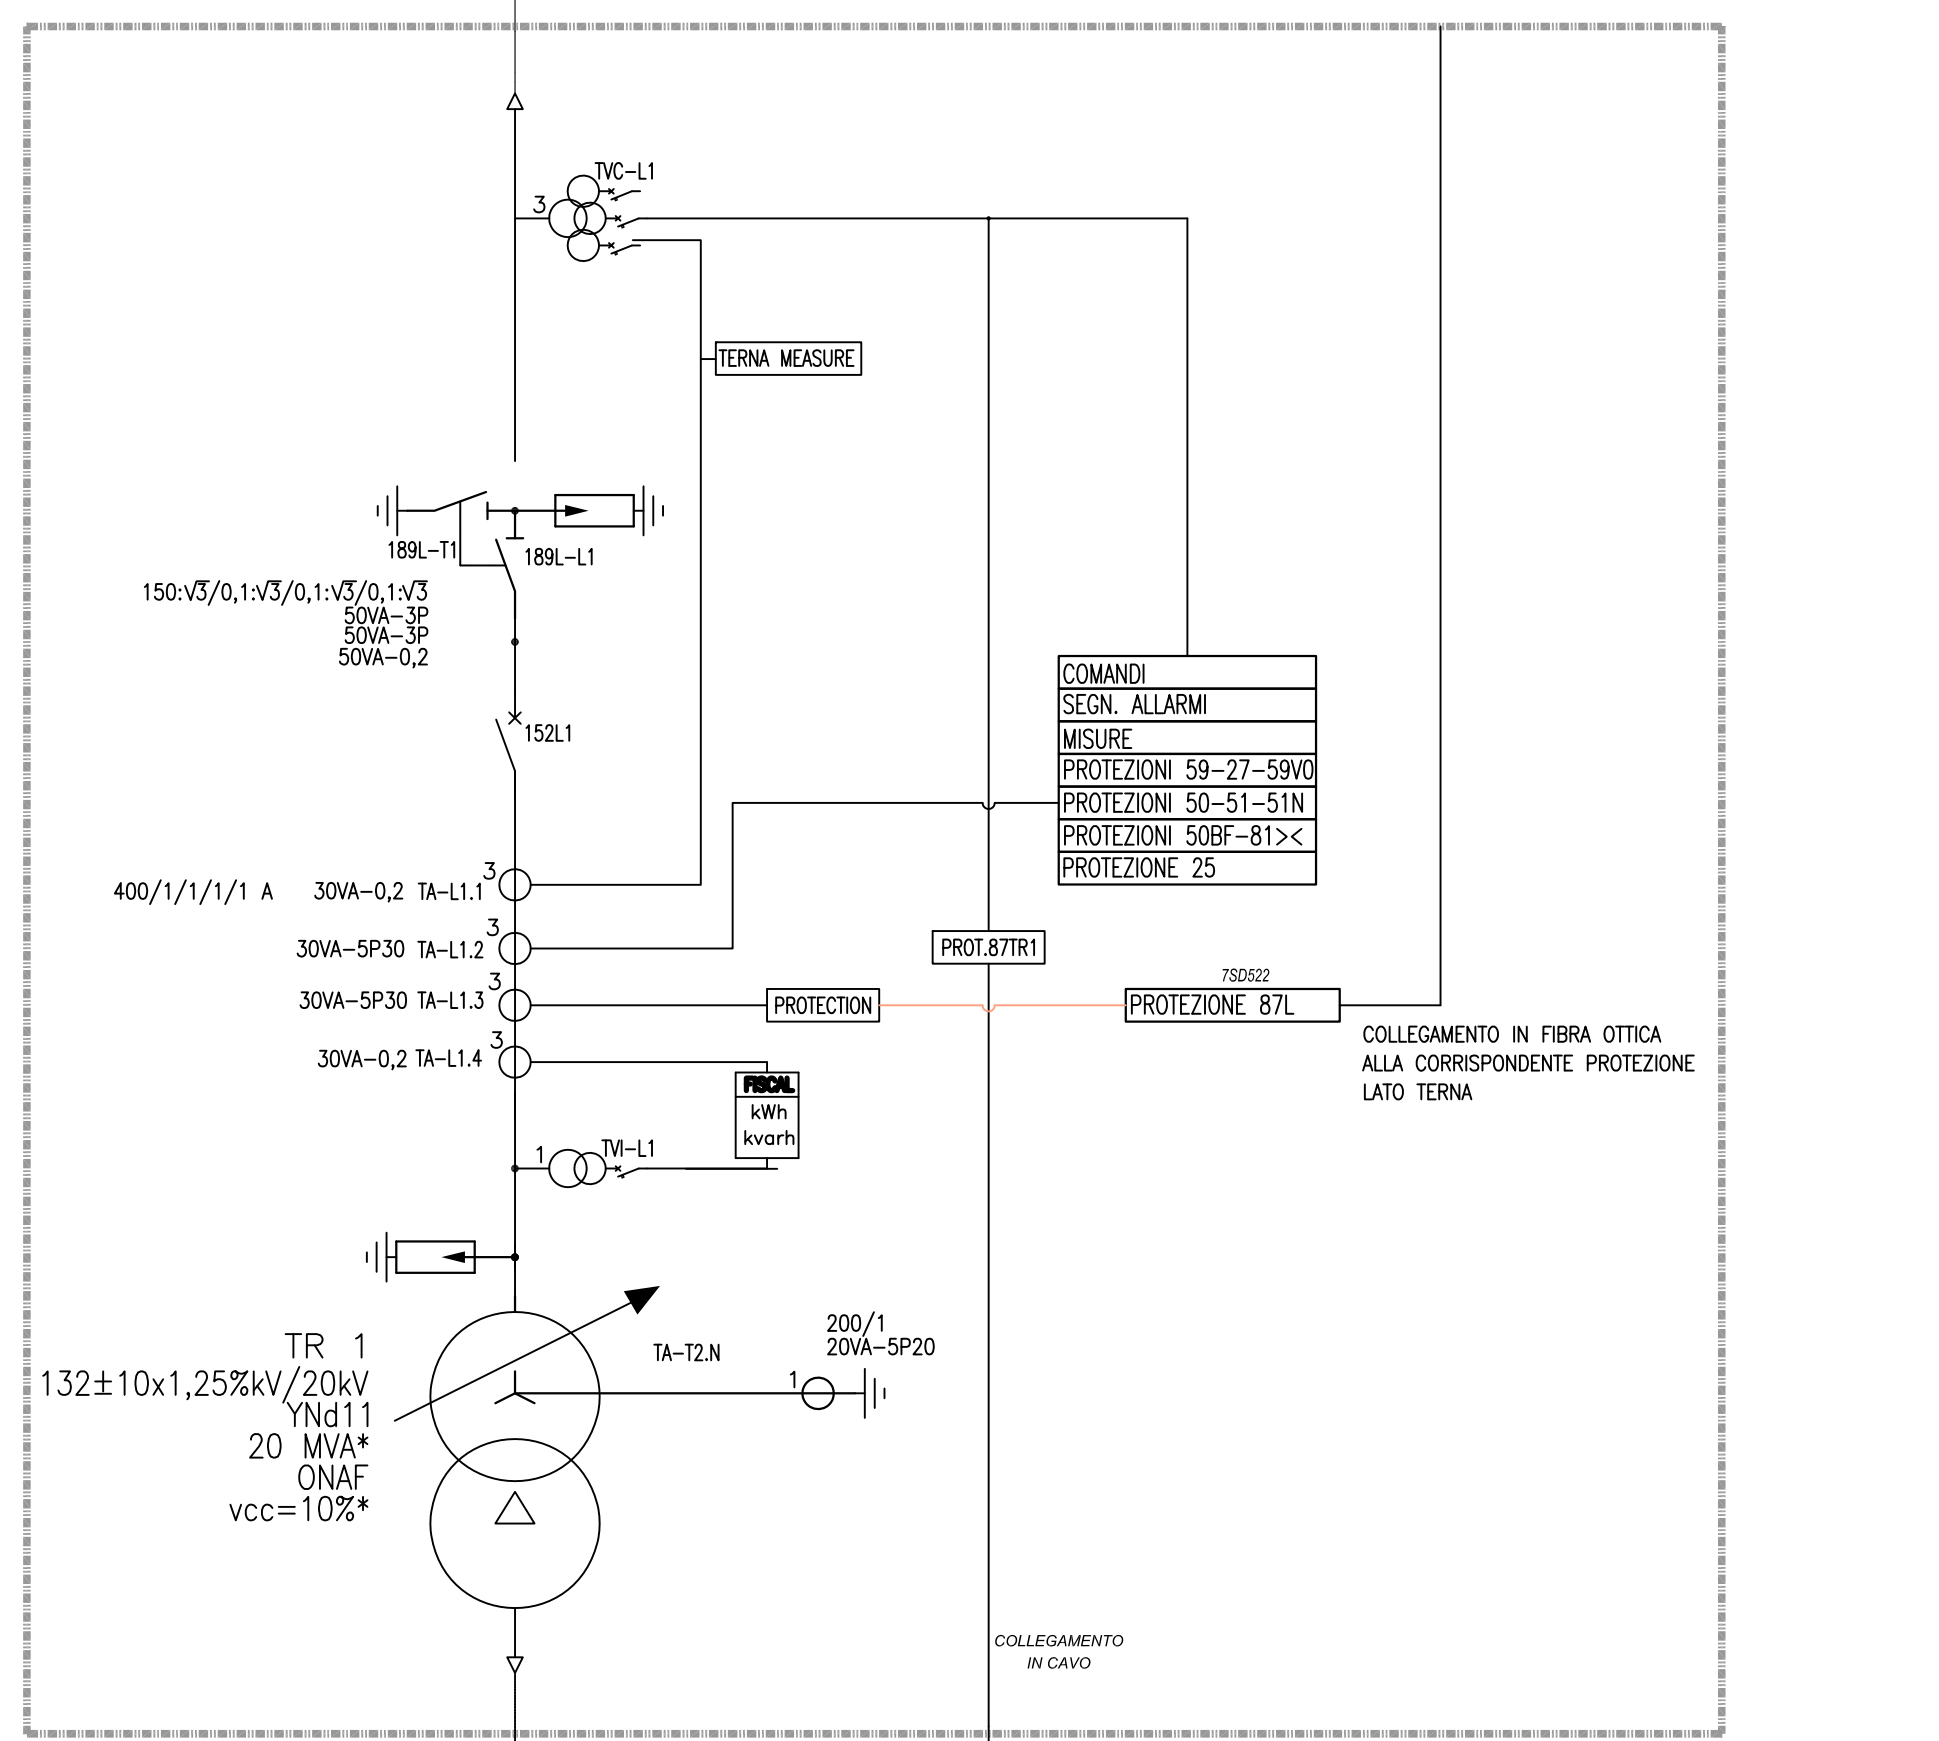 TVC-L1
3
TERNA MEASURE
189L-T1
189L-L1
150:√3/0,1:√3/0,1:√3/0,1:√3
50VA-3P
50VA-3P
50VA-0,2
152L1
COMANDI
SEGN. ALLARMI
MISURE
PROTEZIONI 59-27-59V0
PROTEZIONI 50-51-51N
PROTEZIONI 50BF-81><
PROTEZIONE 25
3
400/1/1/1/1 A 30VA-0,2 TA-L1.1
3
30VA-5P30 TA-L1.2
PROT.87TR1
3
30VA-5P30 TA-L1.3
PROTECTION
7SD522
PROTEZIONE 87L
COLLEGAMENTO IN FIBRA OTTICA
ALLA CORRISPONDENTE PROTEZIONE
LATO TERNA
3
30VA-0,2 TA-L1.4
FISCAL
kWh
kvarh
1
TVI-L1
TR 1
132±10x1,25%kV/20kV
YNd11
20 MVA*
ONAF
vcc=10%*
TA-T2.N
200/1
20VA-5P20
1
COLLEGAMENTO
IN CAVO